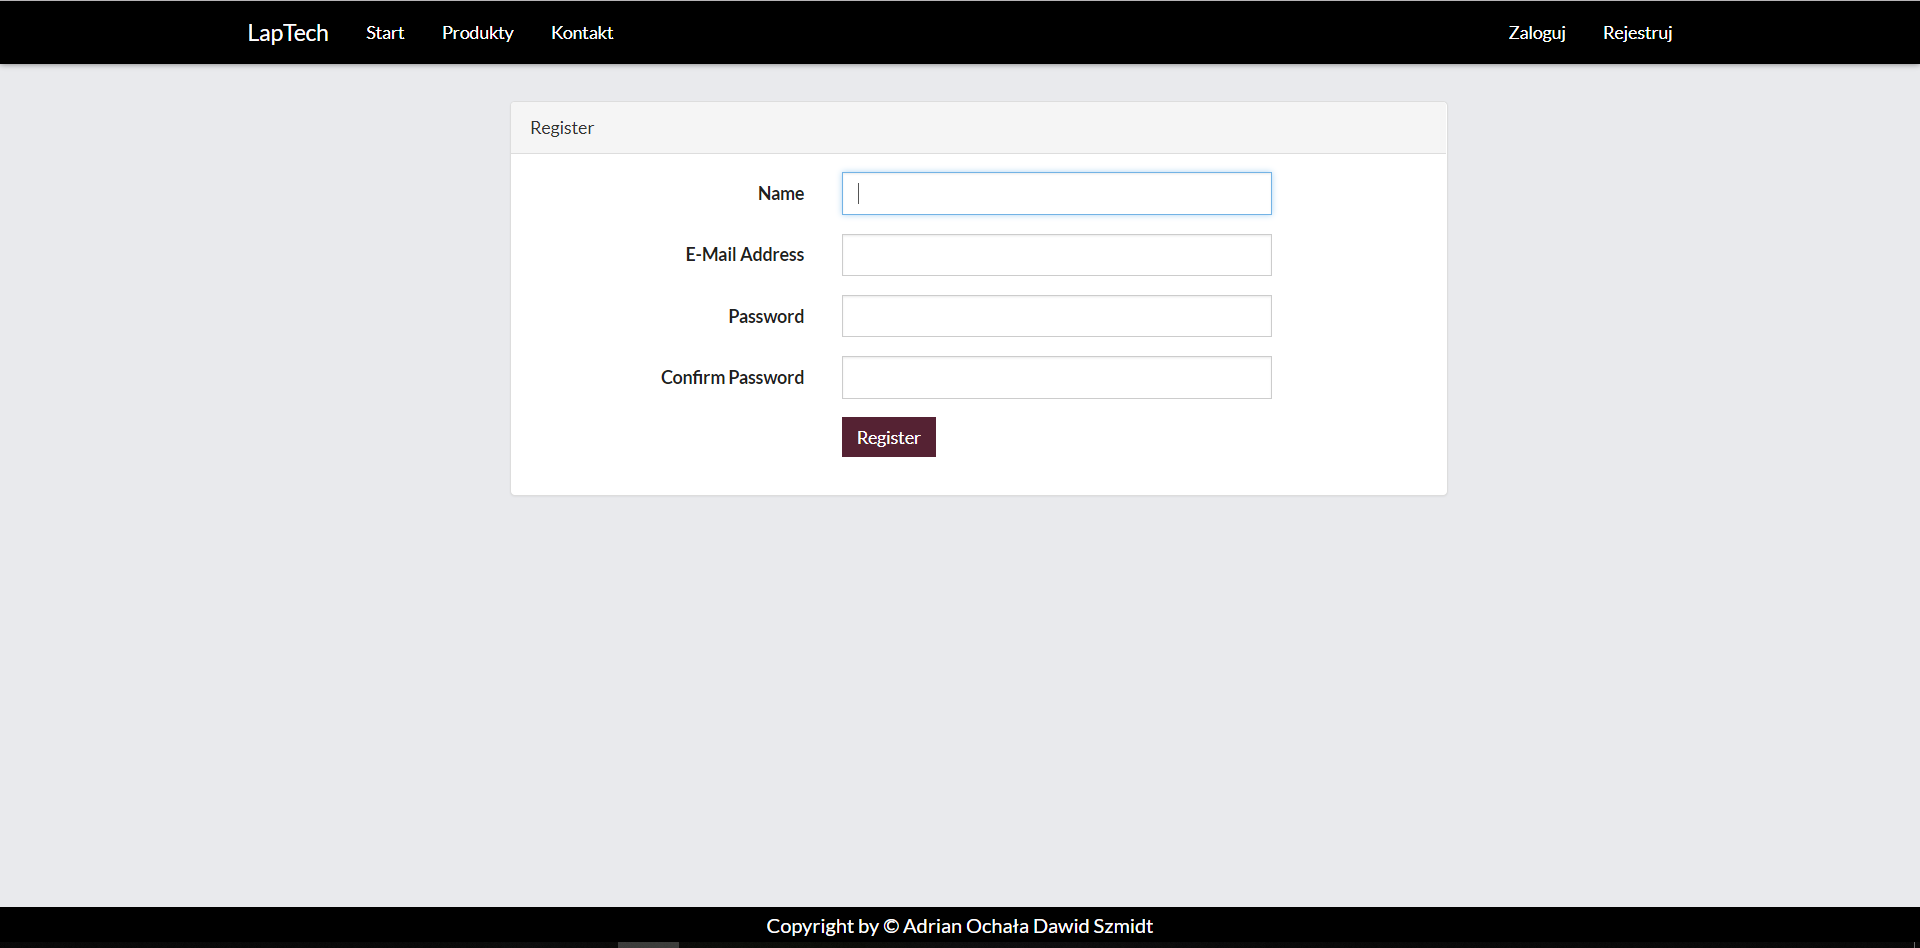 LapTech Start Produkty Kontakt Zaloguj Rejestruj
Register
Name
E-Mail Address
Password
Confirm Password
Register
Copyright by © Adrian Ochała Dawid Szmidt